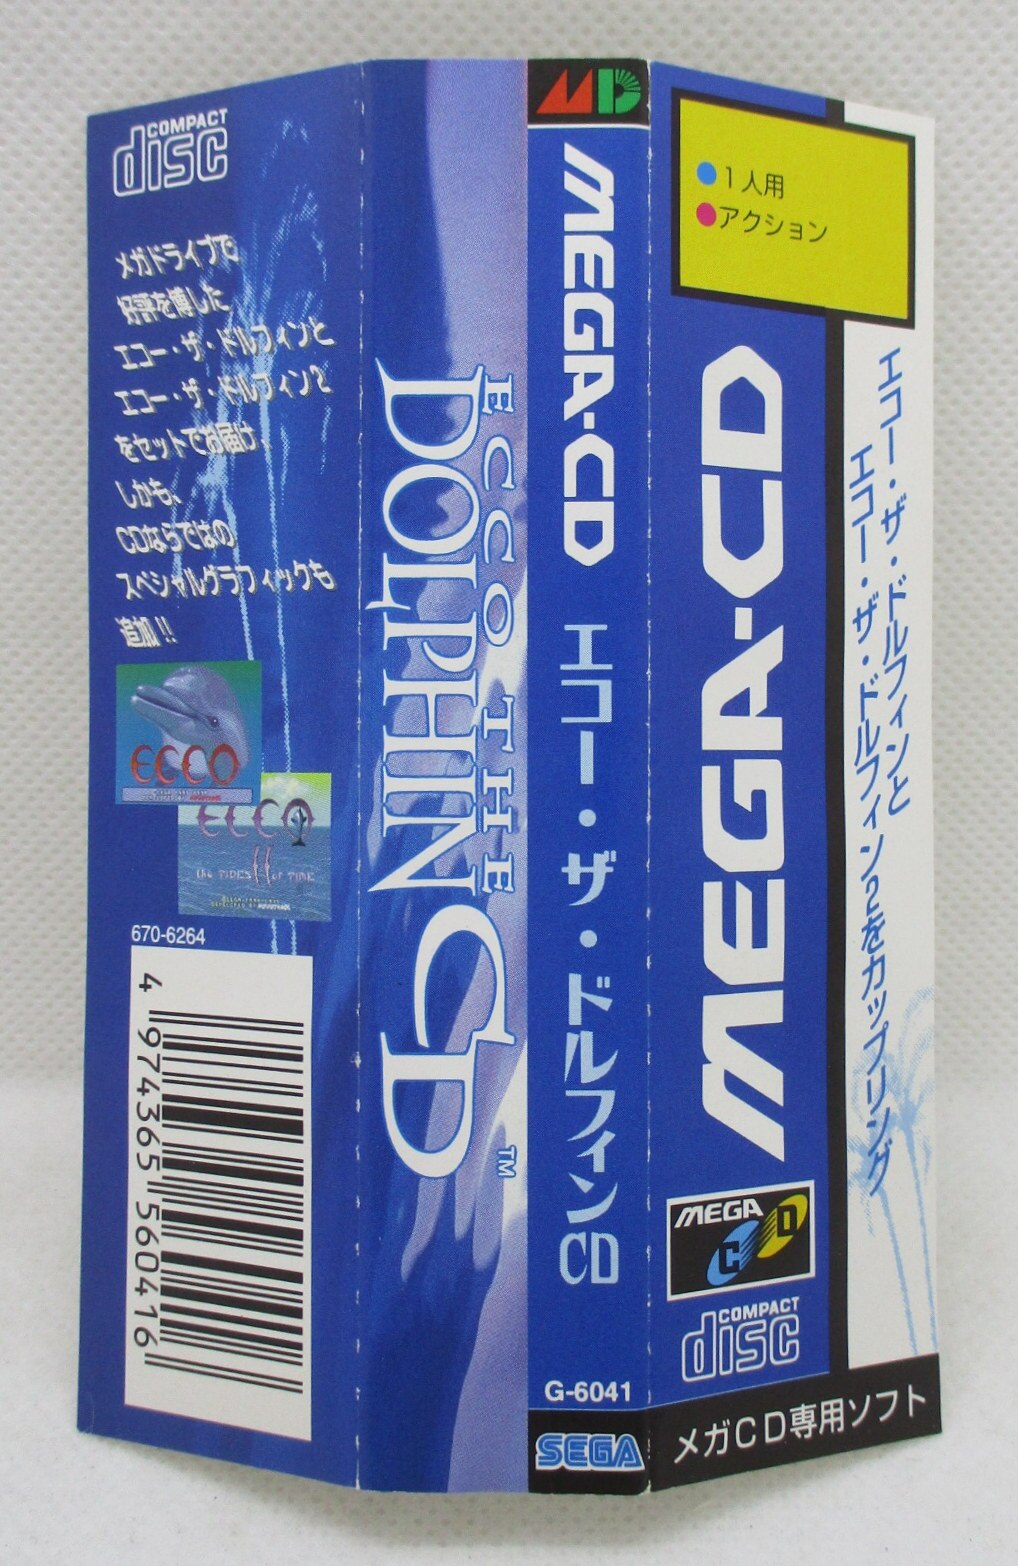 COMPACT
disc
メガドライブで
好評を博した
エコー・ザ・ドルフィンと
エコー・ザ・ドルフィン2
をセットでお届け。
しかも、
CDならではの
スペシャルグラフィックも
追加!!
ECCO
ECCO
II
the TIDES OF TIME
670-6264
4 974365 560416
ECCO THE
DOLPHIN CD
TM
MD
MEGA-CD
エコー・ザ・ドルフィンCD
G-6041
SEGA
●1人用
●アクション
MEGA-CD
MEGA
CD
COMPACT
disc
エコー・ザ・ドルフィンと
エコー・ザ・ドルフィン2をカップリング
メガCD専用ソフト